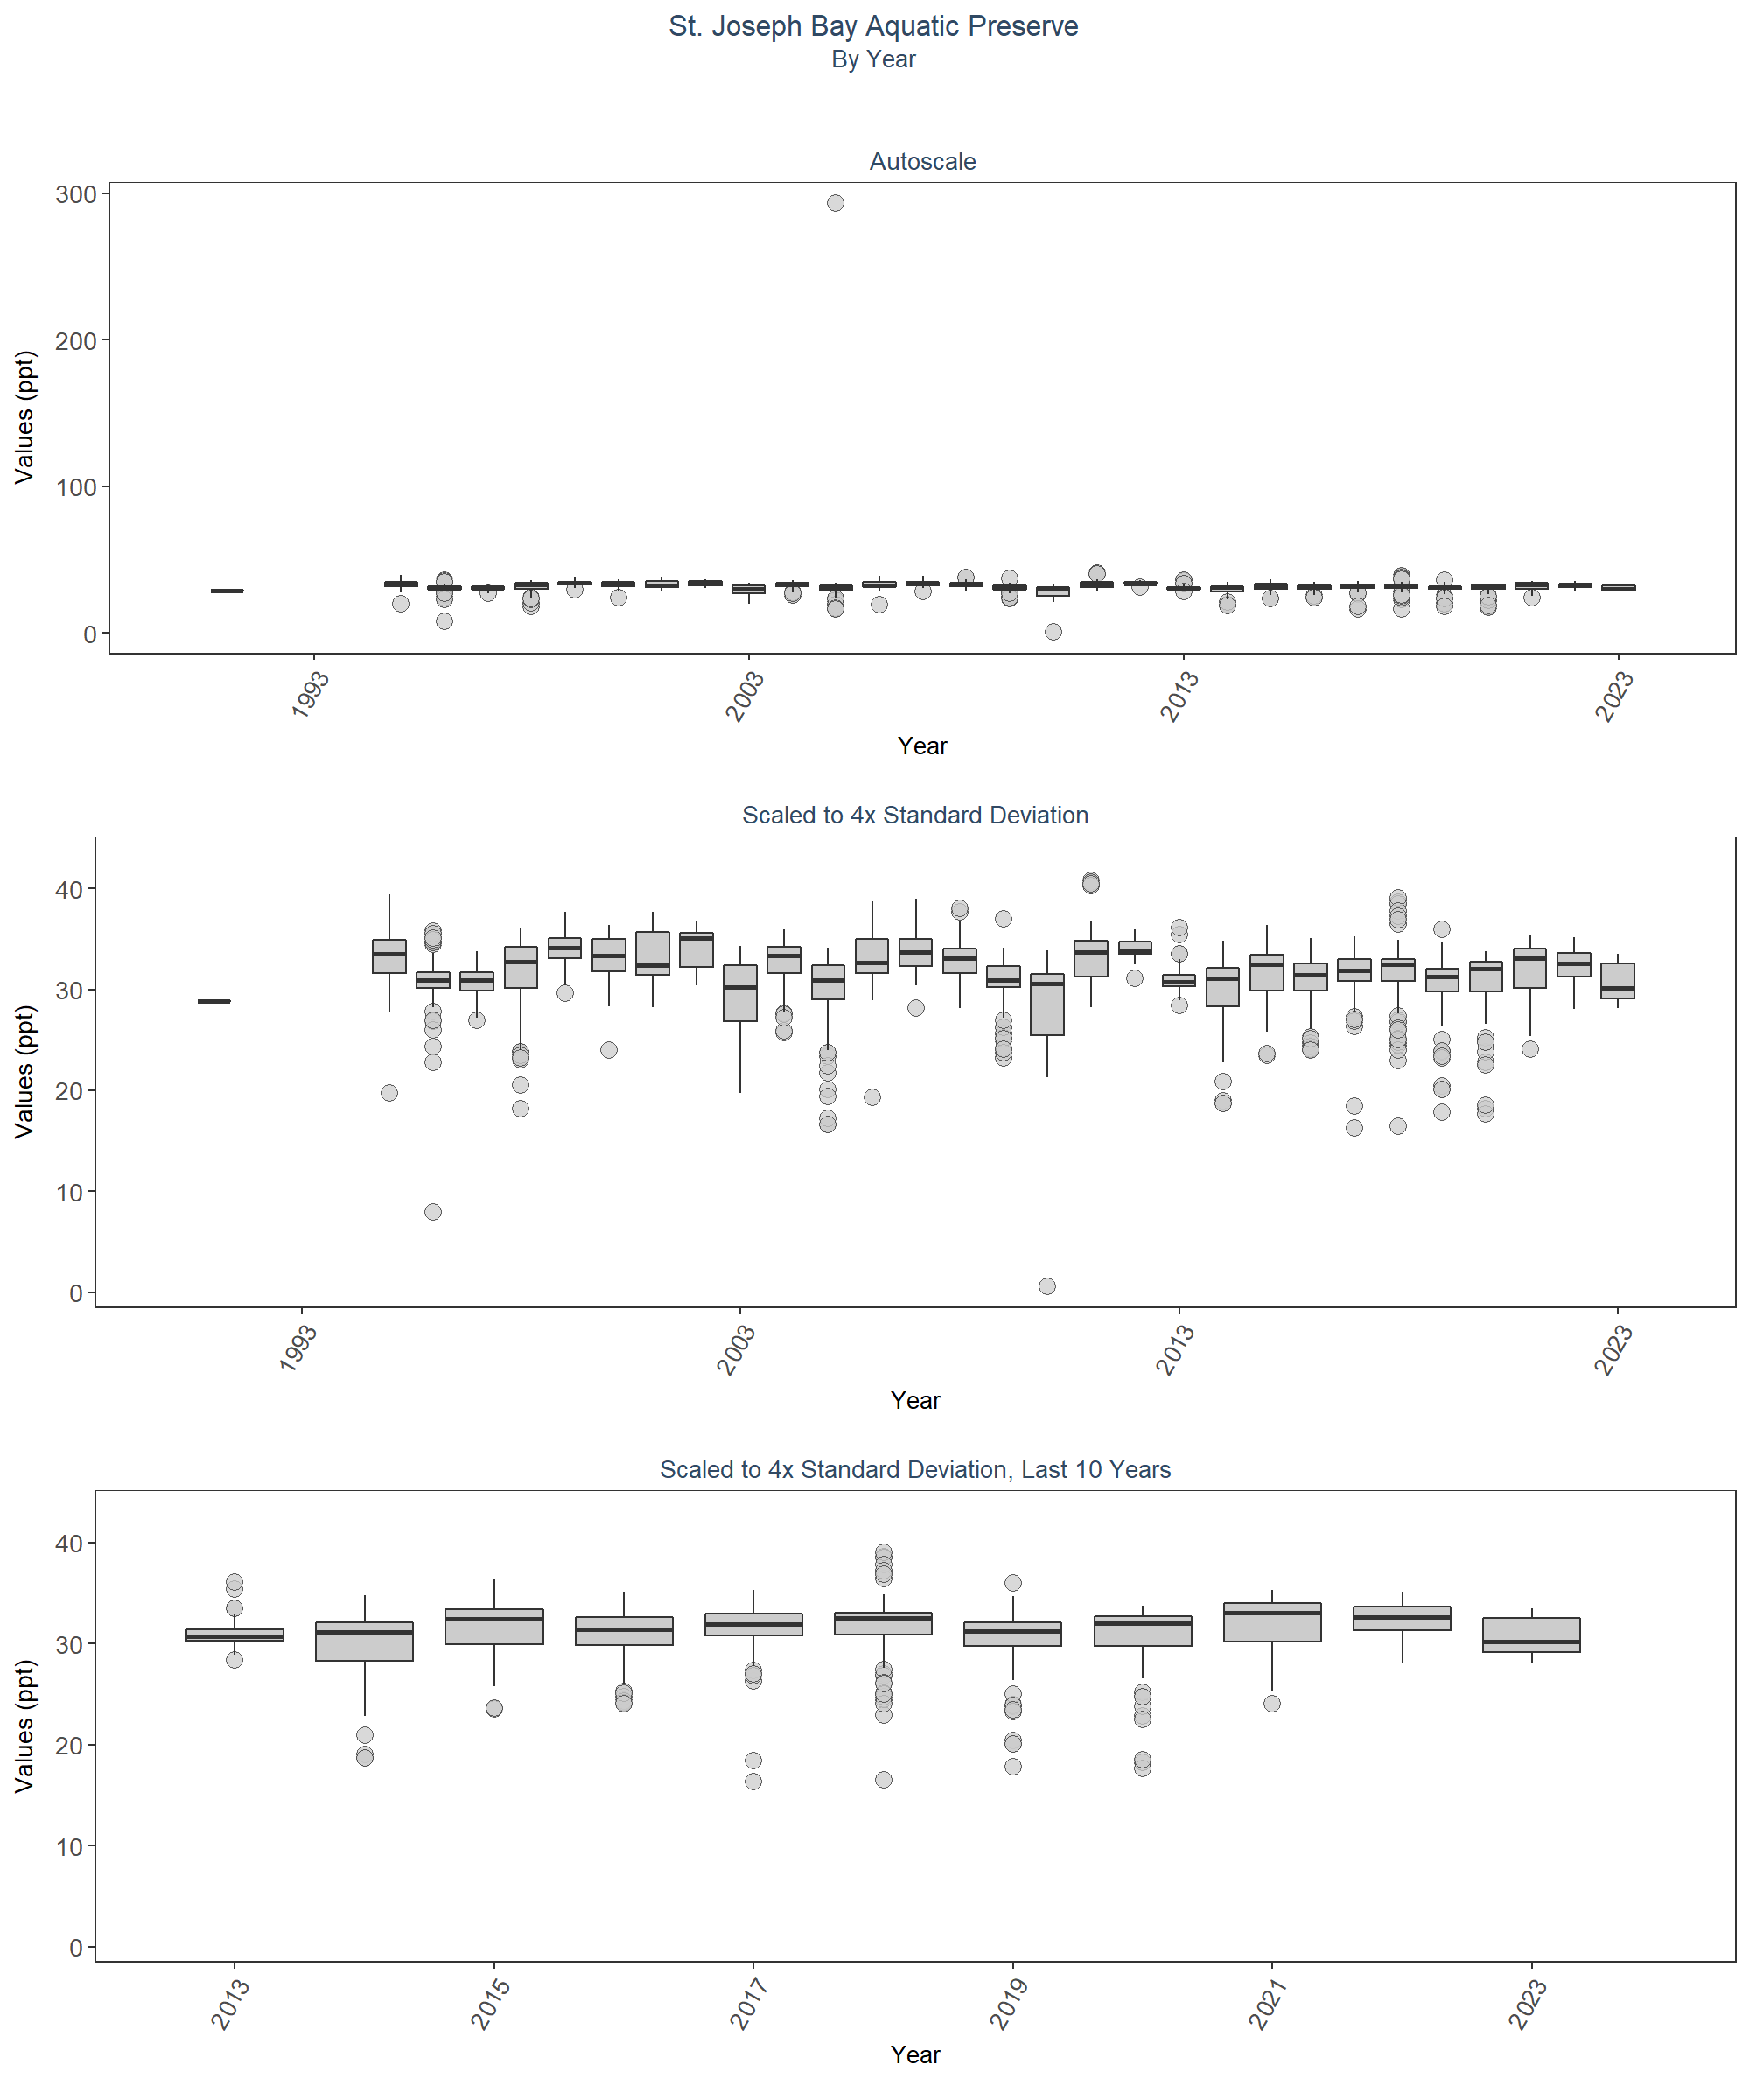 St. Joseph Bay Aquatic Preserve
By Year
Autoscale
300
200
100
0
Values (ppt)
1993
2003
2013
2023
Year
Scaled to 4x Standard Deviation
40
30
20
10
0
Values (ppt)
1993
2003
2013
2023
Year
Scaled to 4x Standard Deviation, Last 10 Years
40
30
20
10
0
Values (ppt)
2013
2015
2017
2019
2021
2023
Year